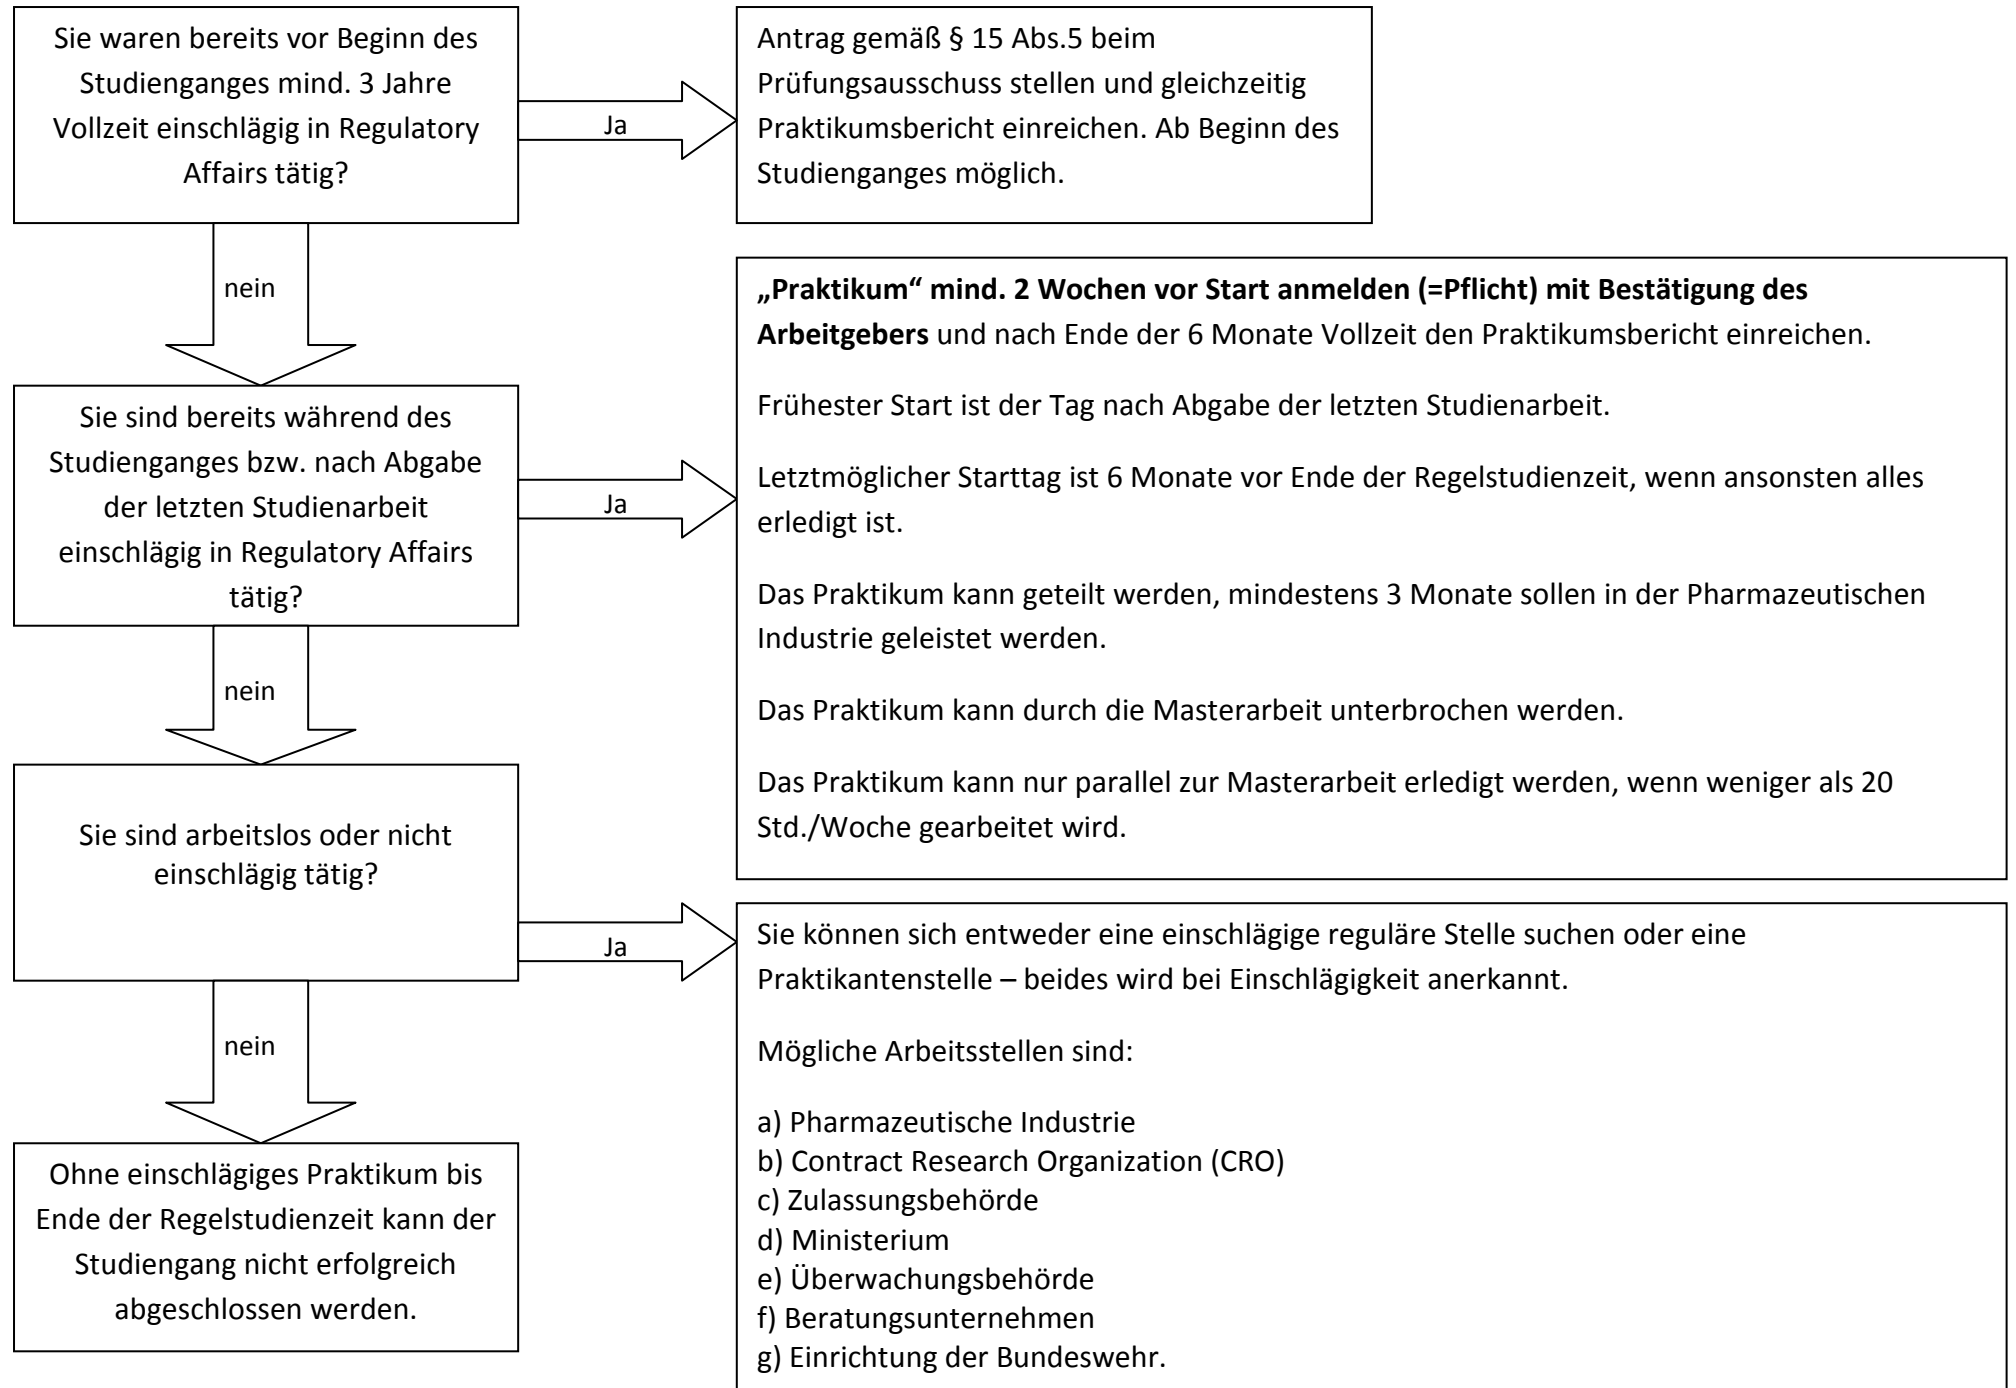 Sie waren bereits vor Beginn des
Studienganges mind. 3 Jahre
Vollzeit einschlägig in Regulatory
Affairs tätig?
Ja
Antrag gemäß § 15 Abs.5 beim
Prüfungsausschuss stellen und gleichzeitig
Praktikumsbericht einreichen. Ab Beginn des
Studienganges möglich.
nein
Sie sind bereits während des
Studienganges bzw. nach Abgabe
der letzten Studienarbeit
einschlägig in Regulatory Affairs
tätig?
Ja
„Praktikum“ mind. 2 Wochen vor Start anmelden (=Pflicht) mit Bestätigung des
Arbeitgebers und nach Ende der 6 Monate Vollzeit den Praktikumsbericht einreichen.
Frühester Start ist der Tag nach Abgabe der letzten Studienarbeit.
Letztmöglicher Starttag ist 6 Monate vor Ende der Regelstudienzeit, wenn ansonsten alles
erledigt ist.
Das Praktikum kann geteilt werden, mindestens 3 Monate sollen in der Pharmazeutischen
Industrie geleistet werden.
Das Praktikum kann durch die Masterarbeit unterbrochen werden.
Das Praktikum kann nur parallel zur Masterarbeit erledigt werden, wenn weniger als 20
Std./Woche gearbeitet wird.
nein
Sie sind arbeitslos oder nicht
einschlägig tätig?
Ja
Sie können sich entweder eine einschlägige reguläre Stelle suchen oder eine
Praktikantenstelle – beides wird bei Einschlägigkeit anerkannt.
Mögliche Arbeitsstellen sind:
a) Pharmazeutische Industrie
b) Contract Research Organization (CRO)
c) Zulassungsbehörde
d) Ministerium
e) Überwachungsbehörde
f) Beratungsunternehmen
g) Einrichtung der Bundeswehr.
nein
Ohne einschlägiges Praktikum bis
Ende der Regelstudienzeit kann der
Studiengang nicht erfolgreich
abgeschlossen werden.